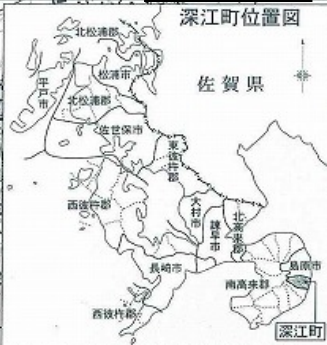 深江町位置図
北松浦郡
松浦市
平戸市
佐賀県
北松浦郡
佐世保市
東彼杵郡
西彼杵郡
大村市
諫早市
北高来郡
長崎市
島原市
南高来郡
西彼杵郡
深江町